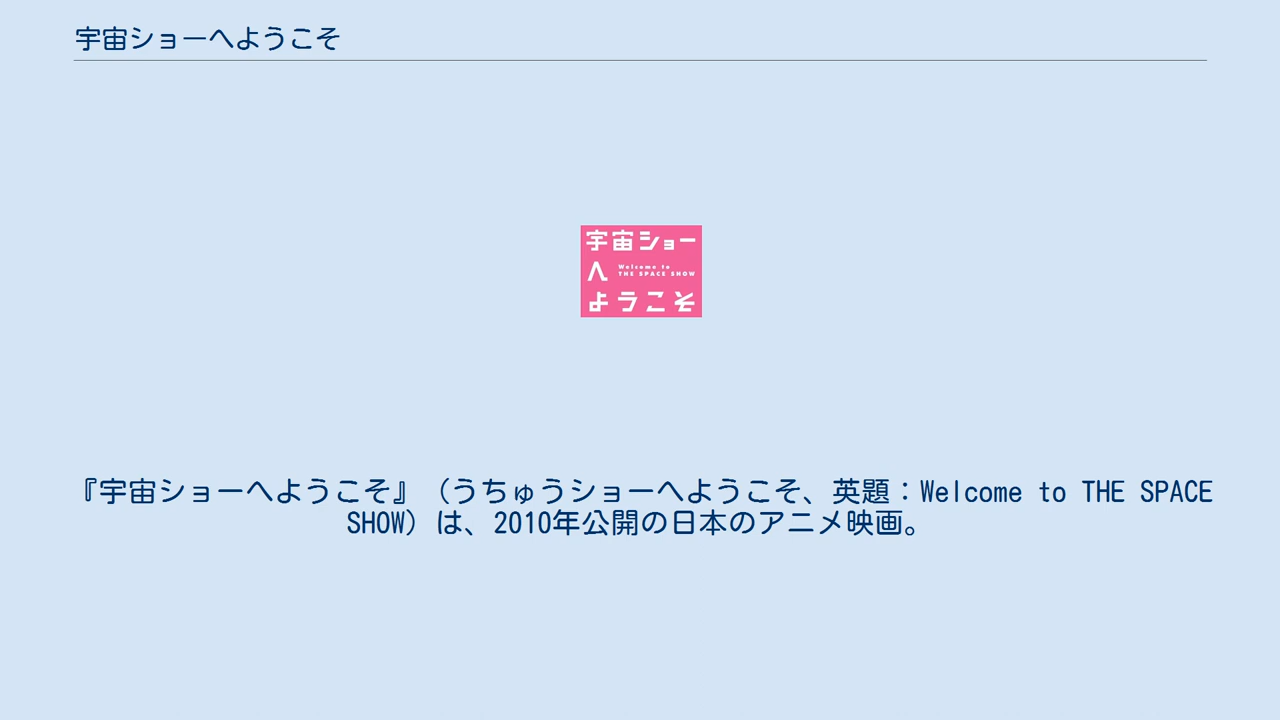 宇宙ショーへようこそ
宇宙ショー
へ Welcome to
THE SPACE SHOW
ようこそ
『宇宙ショーへようこそ』（うちゅうショーへようこそ、英題：Welcome to THE SPACE
SHOW）は、2010年公開の日本のアニメ映画。